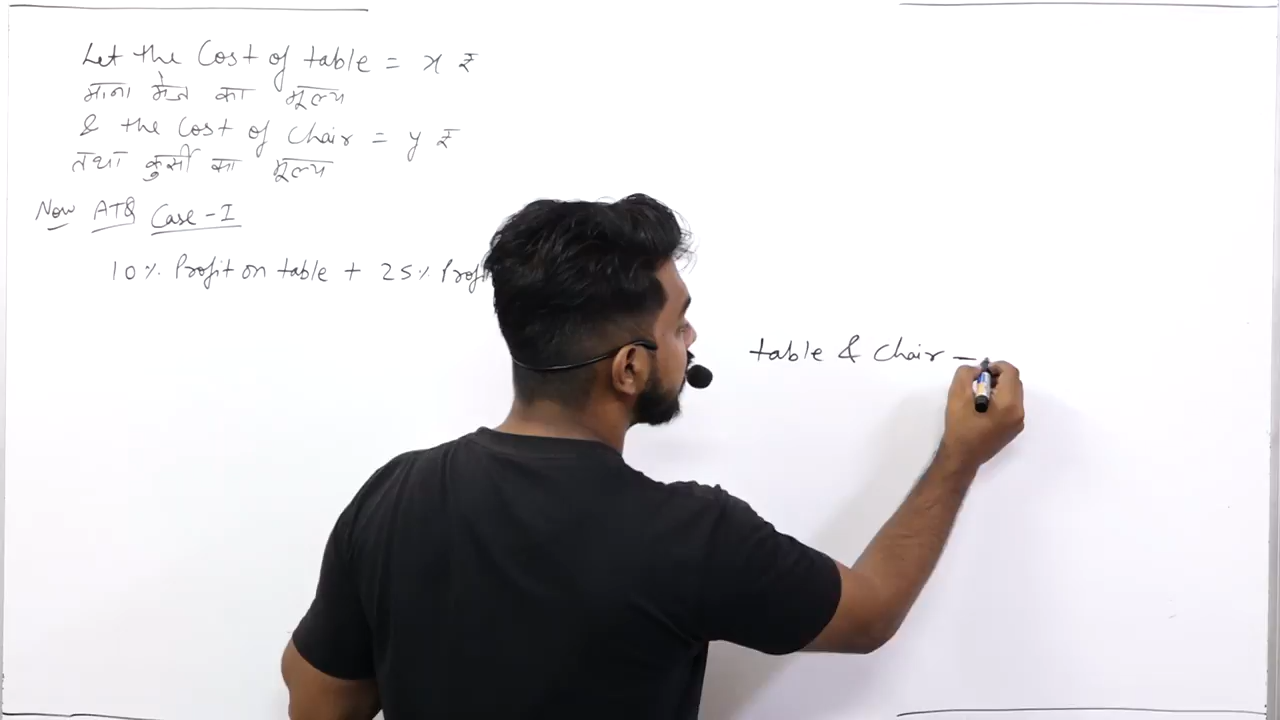 Let the Cost of table = x ₹
माना मेज का मूल्य
& the Cost of Chair = y ₹
तथा कुर्सी का मूल्य
Now ATQ Case - I
10% Profit on table + 25%
table & Chair -